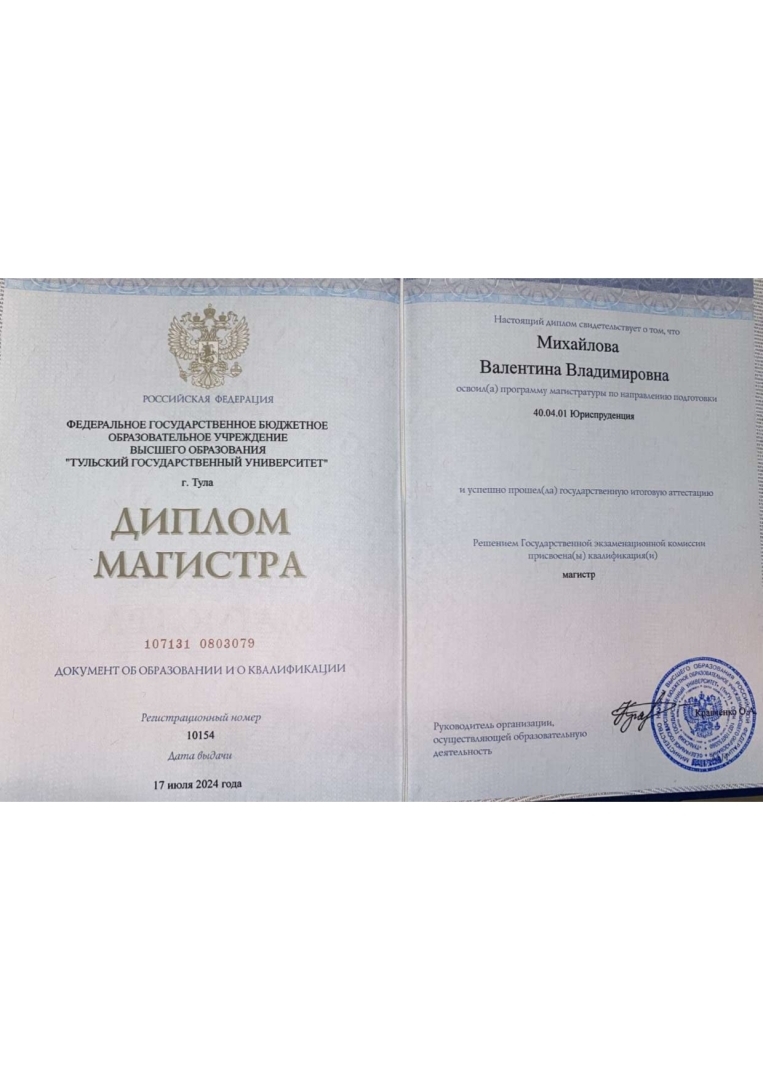 РОССИЙСКАЯ ФЕДЕРАЦИЯ
ФЕДЕРАЛЬНОЕ ГОСУДАРСТВЕННОЕ БЮДЖЕТНОЕ
ОБРАЗОВАТЕЛЬНОЕ УЧРЕЖДЕНИЕ
ВЫСШЕГО ОБРАЗОВАНИЯ
"ТУЛЬСКИЙ ГОСУДАРСТВЕННЫЙ УНИВЕРСИТЕТ"
г. Тула
ДИПЛОМ
МАГИСТРА
107131 0803079
ДОКУМЕНТ ОБ ОБРАЗОВАНИИ И О КВАЛИФИКАЦИИ
Регистрационный номер
10154
Дата выдачи
17 июля 2024 года
Настоящий диплом свидетельствует о том, что
Михайлова
Валентина Владимировна
освоил(а) программу магистратуры по направлению подготовки
40.04.01 Юриспруденция
и успешно прошел(ла) государственную итоговую аттестацию
Решением Государственной экзаменационной комиссии
присвоена(ы) квалификация(и)
магистр
Руководитель организации,
осуществляющей образовательную
деятельность
Кравченко О.А.